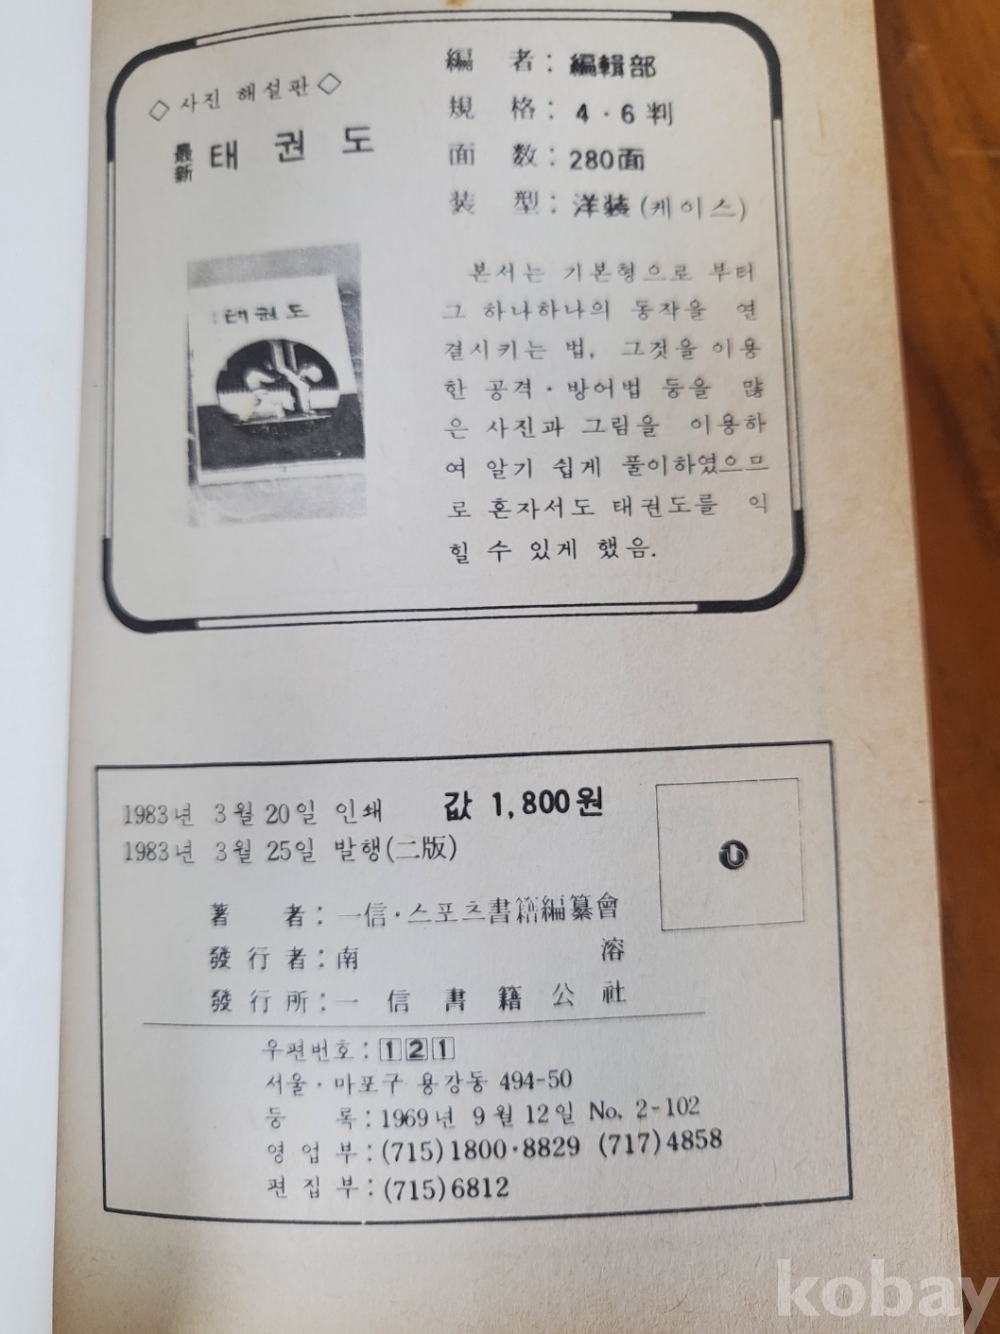 ◇ 사진 해설판 ◇
最新 태 권 도
編 者 : 編輯部
規 格 : 4 · 6 判
面 数 : 280面
装 型 : 洋裝 (케이스)
태권도
본서는 기본형으로 부터
그 하나하나의 동작을 연
결시키는 법, 그것을 이용
한 공격 · 방어법 등을 많
은 사진과 그림을 이용하
여 알기 쉽게 풀이하였으므
로 혼자서도 태권도를 익
힐 수 있게 했음.
1983년 3월 20일 인쇄 값 1,800원
1983년 3월 25일 발행(二版)
著 者 : 一信 · 스포츠書籍編纂會
發行者 : 南 溶
發行所 : 一信書籍公社
우편번호 : 121
서울 · 마포구 용강동 494-50
등 록 : 1969년 9월 12일 No. 2-102
영업부 : (715)1800 · 8829 (717)4858
편집부 : (715)6812
kobay